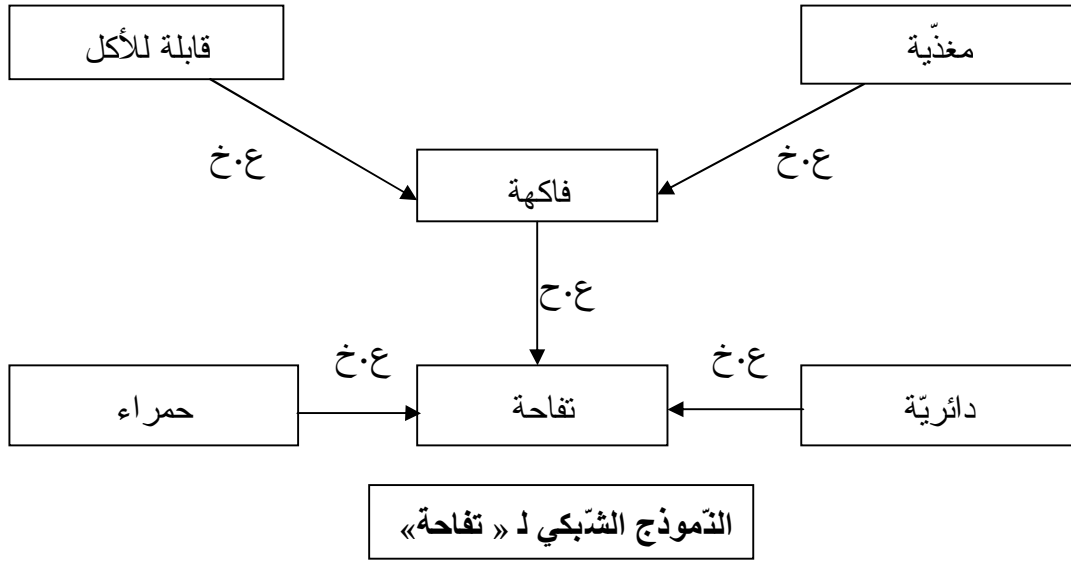 مغذّية
قابلة للأكل
ع.خ
ع.خ
فاكهة
ع.ح
ع.خ
ع.خ
دائريّة
تفاحة
حمراء
النّموذج الشّبكي لـ « تفاحة»